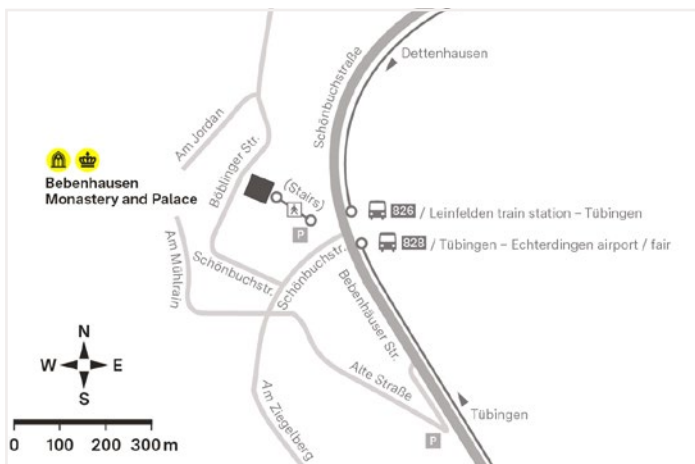 Dettenhausen
Schönbuchstraße
Am Jordan
Böblinger Str.
Bebenhausen
Monastery and Palace
(Stairs)
P
826 / Leinfelden train station – Tübingen
828 / Tübingen – Echterdingen airport / fair
Am Mühlrain
Schönbuchstr.
Schönbuchstr.
Bebenhäuser Str.
N
W E
S
Alte Straße
Am Ziegelberg
Tübingen
P
0 100 200 300 m